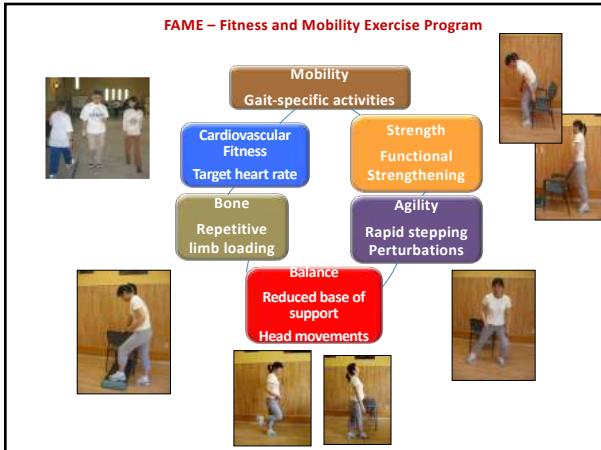 FAME – Fitness and Mobility Exercise Program
Mobility
Gait-specific activities
Cardiovascular
Fitness
Target heart rate
Strength
Functional
Strengthening
Bone
Repetitive
limb loading
Agility
Rapid stepping
Perturbations
Balance
Reduced base of
support
Head movements